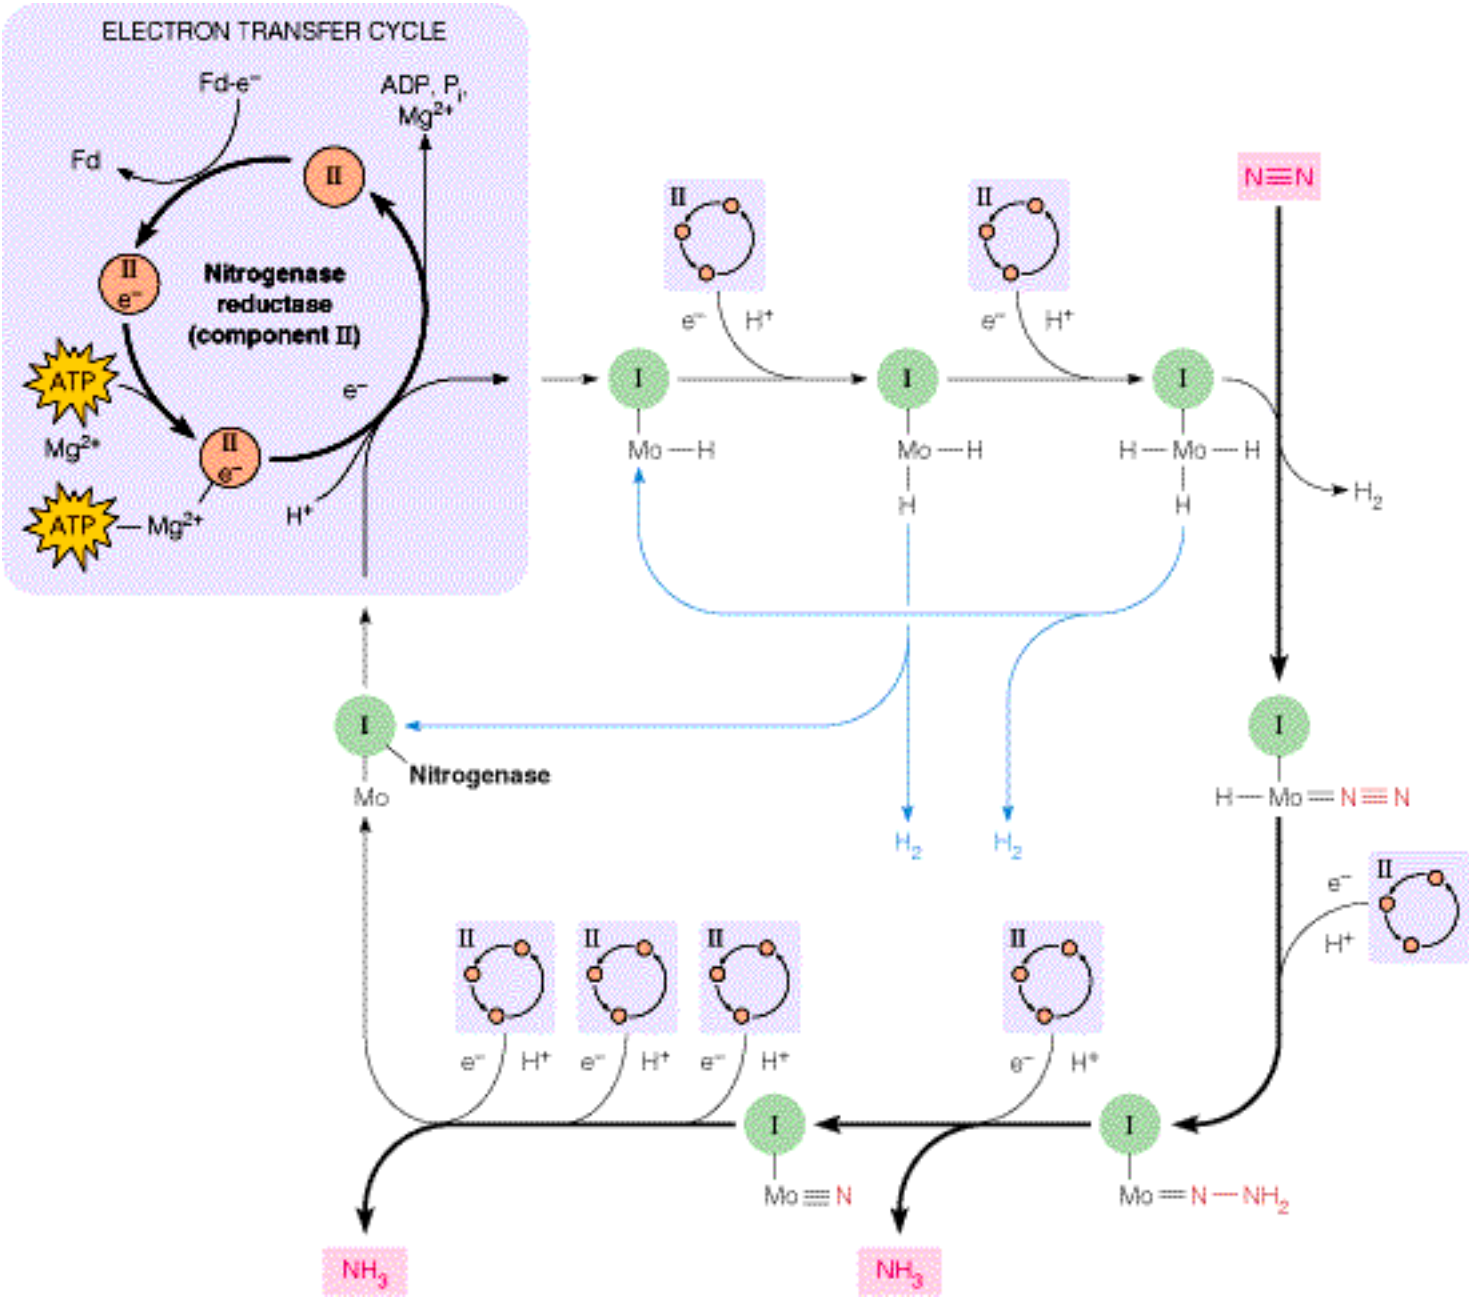 ELECTRON TRANSFER CYCLE
Fd-e⁻
ADP, Pᵢ,
Mg²⁺
Fd
II
II
e⁻
Nitrogenase
reductase
(component II)
ATP
Mg²⁺
e⁻
II
e⁻
ATP
Mg²⁺
H⁺
II
e⁻ H⁺
II
e⁻ H⁺
N≡N
I
Mo—H
I
Mo—H
H
I
H—Mo—H
H
H₂
I
Nitrogenase
Mo
H₂
H₂
I
H—Mo=N≡N
II
e⁻
H⁺
II
e⁻ H⁺
II
e⁻ H⁺
II
e⁻ H⁺
II
e⁻ H⁺
I
Mo≡N
I
Mo=N—NH₂
NH₃
NH₃